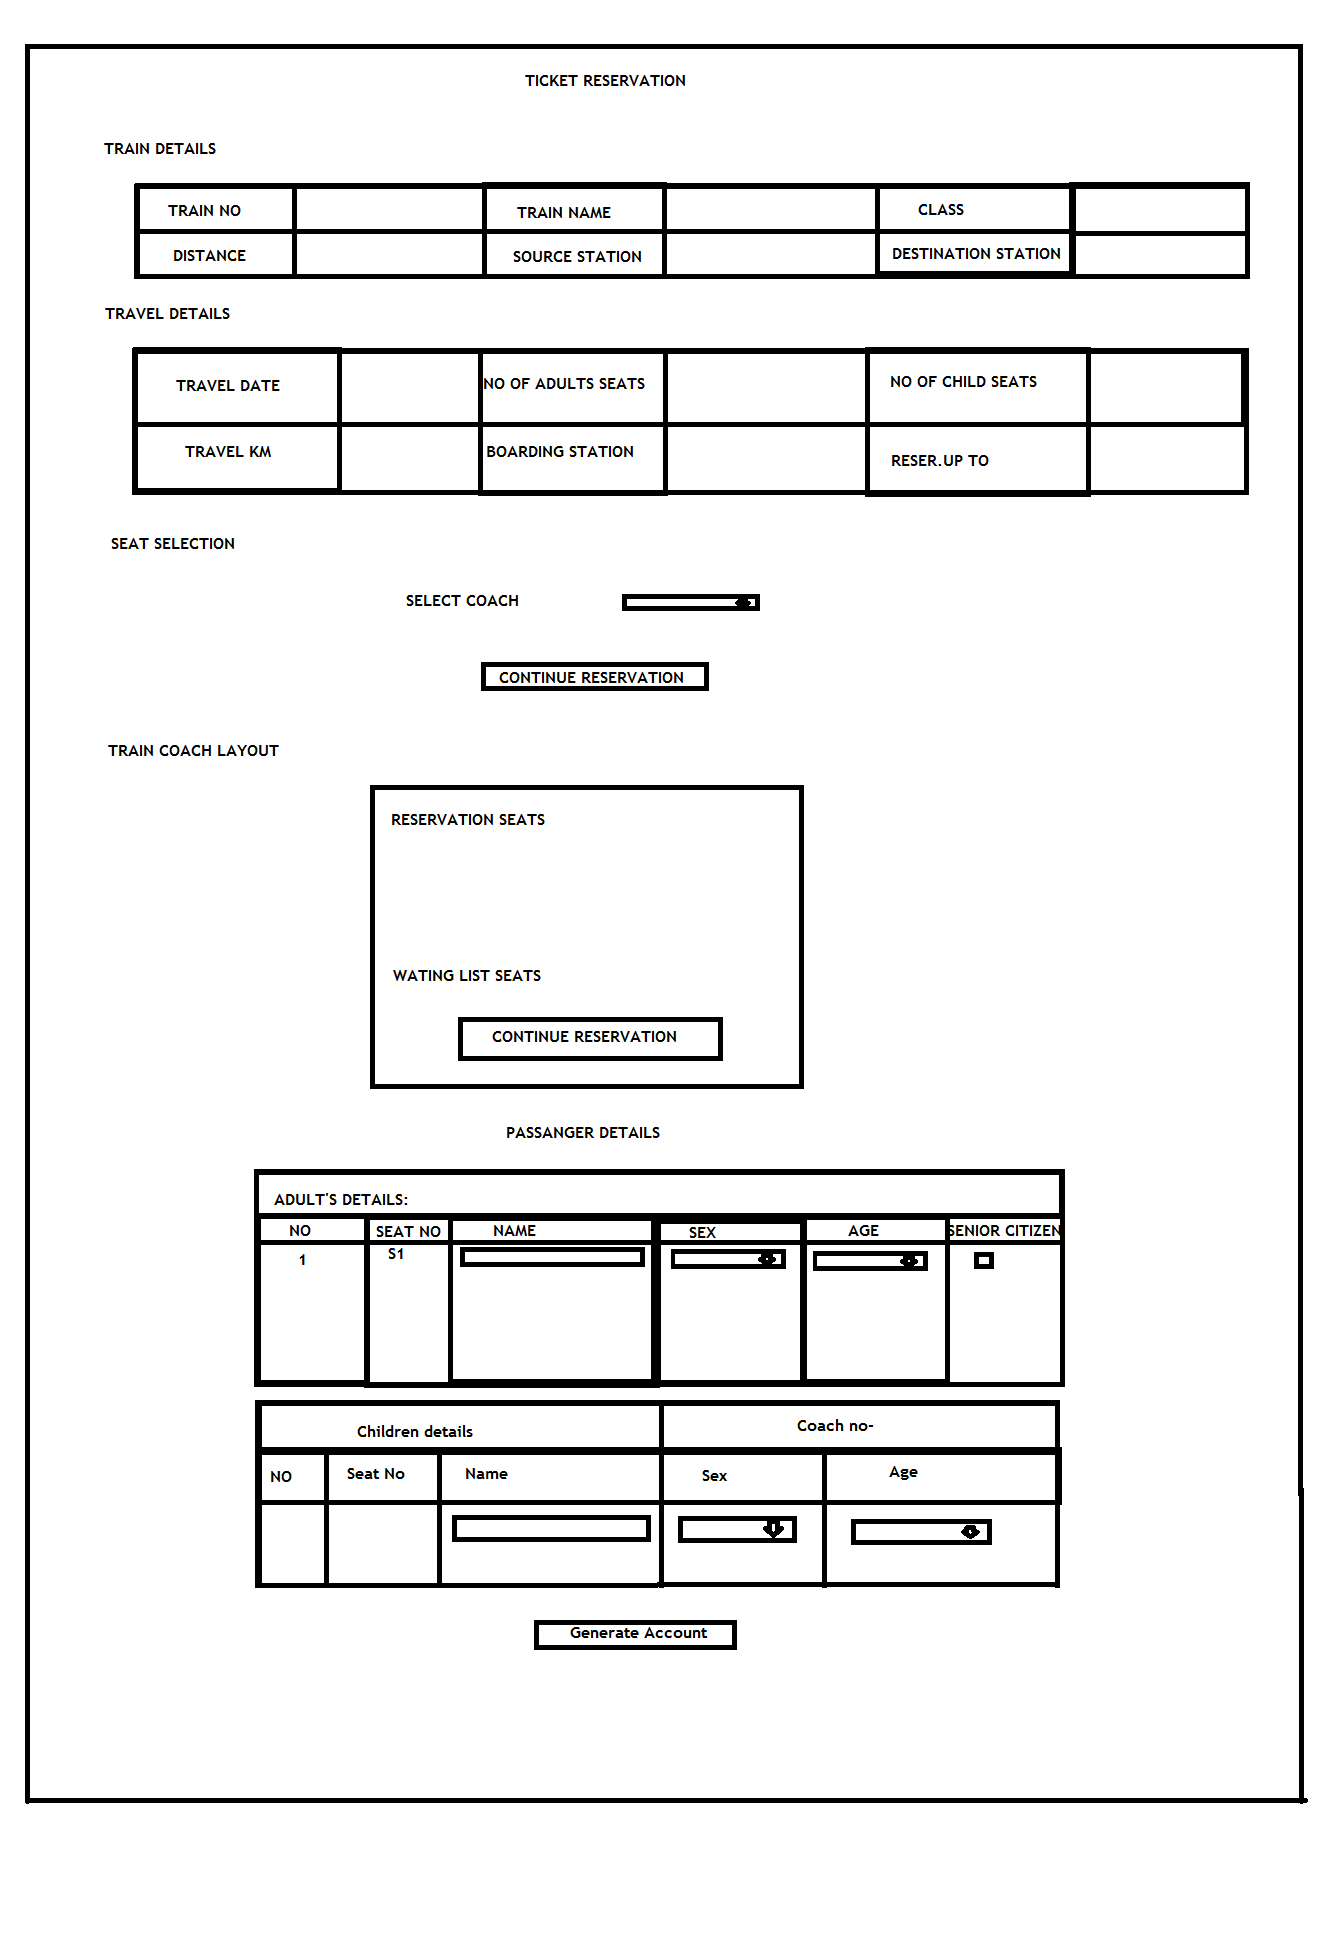 TICKET RESERVATION
TRAIN DETAILS
TRAIN NO TRAIN NAME CLASS
DISTANCE SOURCE STATION DESTINATION STATION
TRAVEL DETAILS
TRAVEL DATE NO OF ADULTS SEATS NO OF CHILD SEATS
TRAVEL KM BOARDING STATION RESER.UP TO
SEAT SELECTION
SELECT COACH
CONTINUE RESERVATION
TRAIN COACH LAYOUT
RESERVATION SEATS
WATING LIST SEATS
CONTINUE RESERVATION
PASSANGER DETAILS
ADULT'S DETAILS:
NO SEAT NO NAME SEX AGE SENIOR CITIZEN
1 S1
Children details Coach no-
NO Seat No Name Sex Age
Generate Account